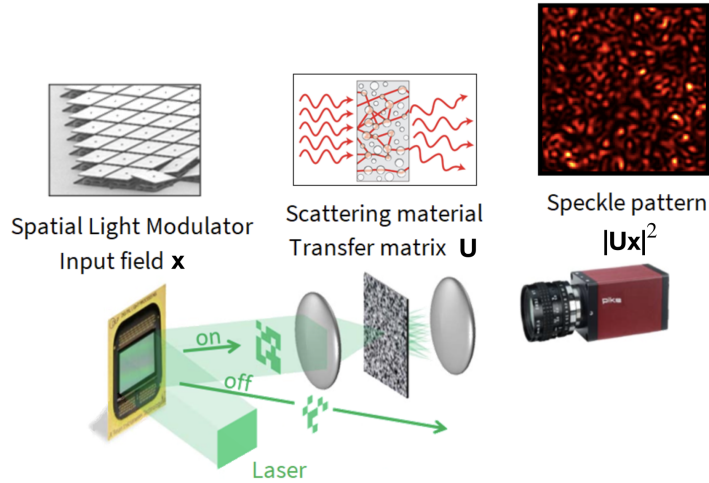 Spatial Light Modulator
Input field x
Scattering material
Transfer matrix U
Speckle pattern
|Ux|²
on
off
Laser